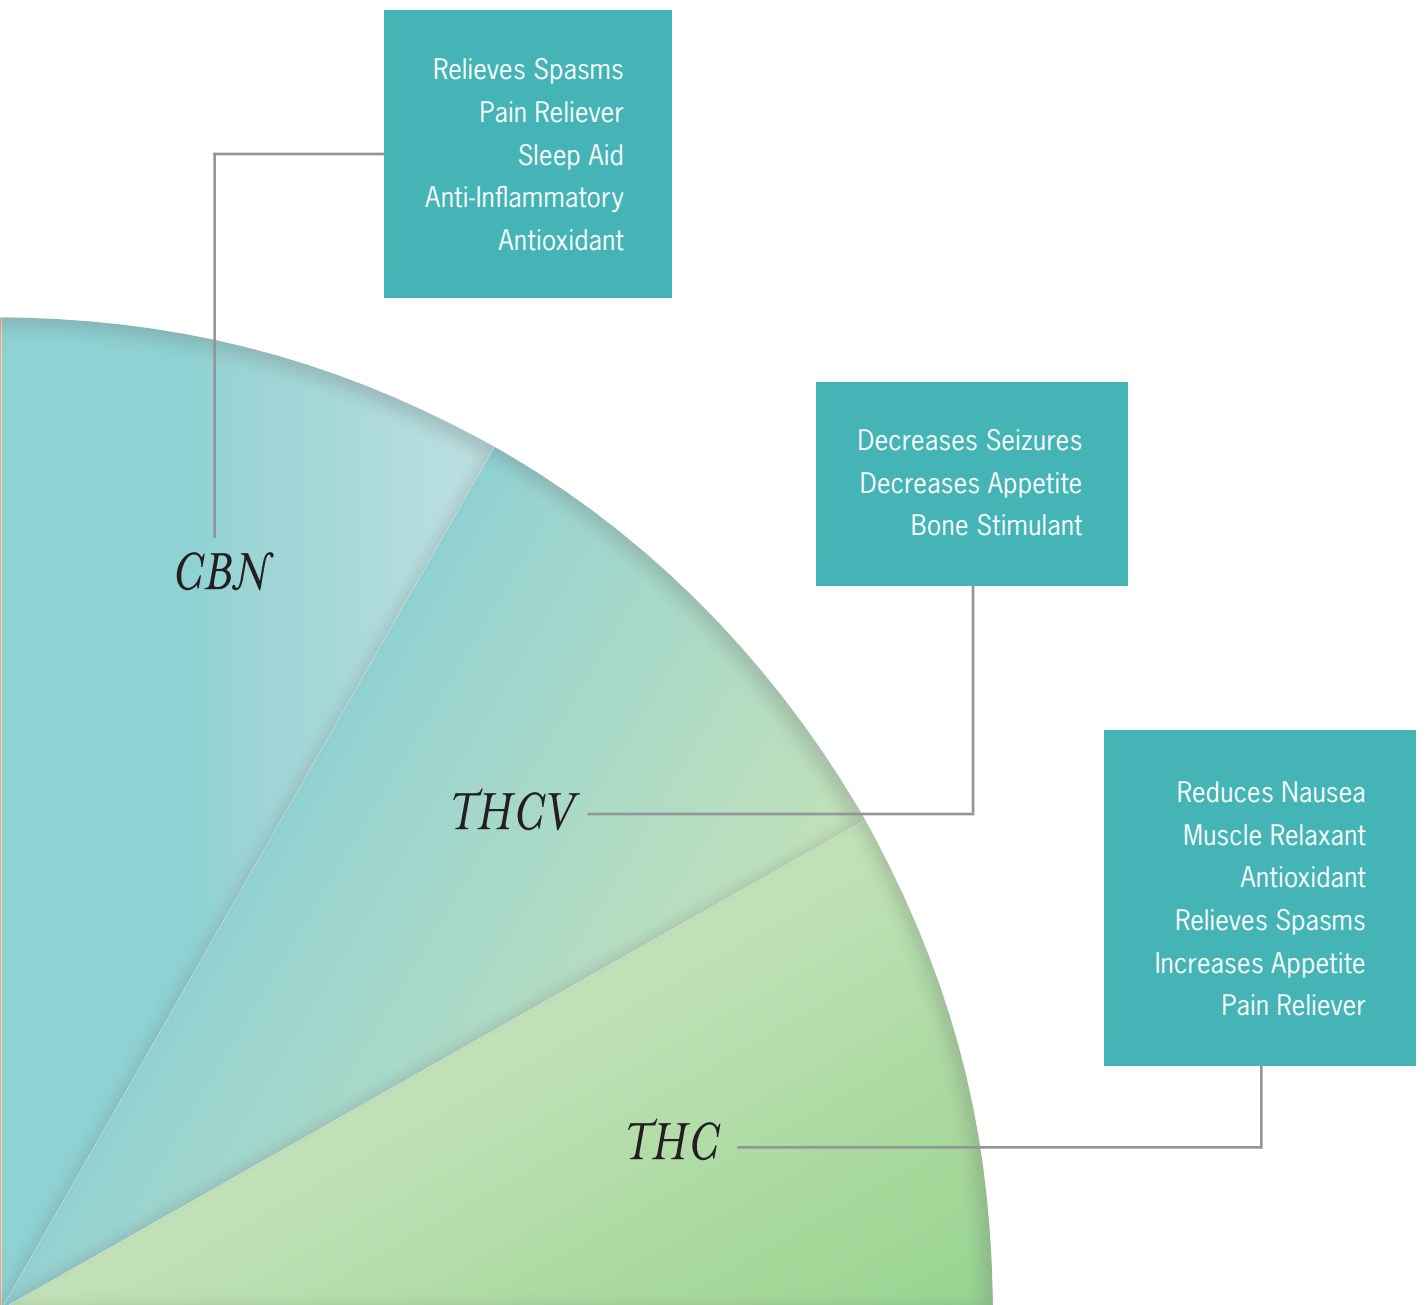 Relieves Spasms
Pain Reliever
Sleep Aid
Anti-Inflammatory
Antioxidant
CBN
Decreases Seizures
Decreases Appetite
Bone Stimulant
THCV
Reduces Nausea
Muscle Relaxant
Antioxidant
Relieves Spasms
Increases Appetite
Pain Reliever
THC